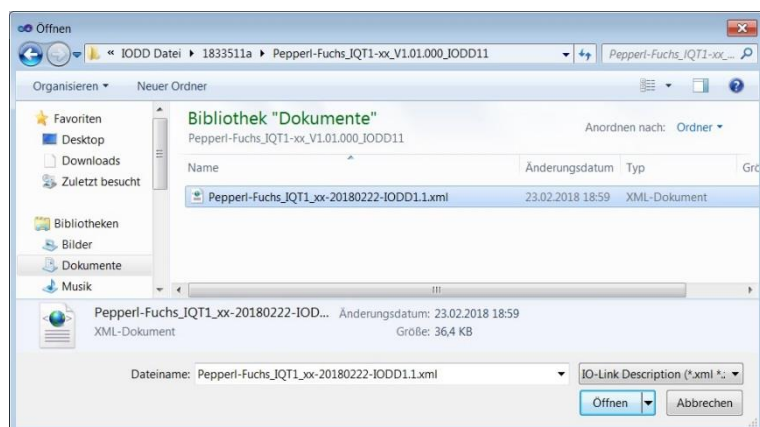 Öffnen
« IODD Datei ▸ 1833511a ▸ Pepperl-Fuchs_IQT1-xx_V1.01.000_IODD11
Pepperl-Fuchs_IQT1-xx_...
Organisieren
Neuer Ordner
Favoriten
Desktop
Downloads
Zuletzt besucht
Bibliotheken
Bilder
Dokumente
Musik
Bibliothek "Dokumente"
Pepperl-Fuchs_IQT1-xx_V1.01.000_IODD11
Anordnen nach: Ordner
Name Änderungsdatum Typ Grö
Pepperl-Fuchs_IQT1_xx-20180222-IODD1.1.xml 23.02.2018 18:59 XML-Dokument
Pepperl-Fuchs_IQT1_xx-20180222-IOD... Änderungsdatum: 23.02.2018 18:59
XML-Dokument Größe: 36,4 KB
Dateiname: Pepperl-Fuchs_IQT1_xx-20180222-IODD1.1.xml
IO-Link Description (*.xml *.;
Öffnen
Abbrechen